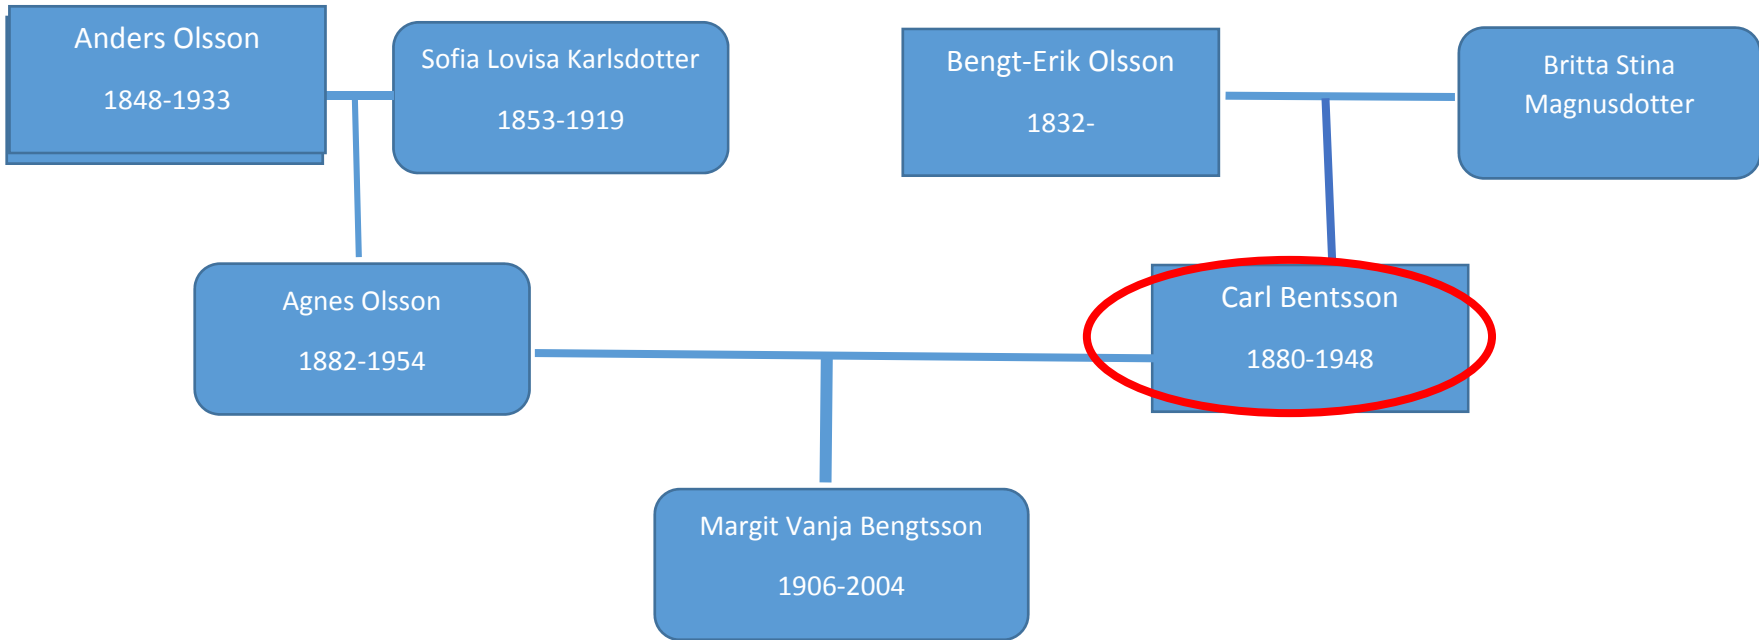 Anders Olsson
1848-1933
Sofia Lovisa Karlsdotter
1853-1919
Bengt-Erik Olsson
1832-
Britta Stina
Magnusdotter
Agnes Olsson
1882-1954
Carl Bentsson
1880-1948
Margit Vanja Bengtsson
1906-2004